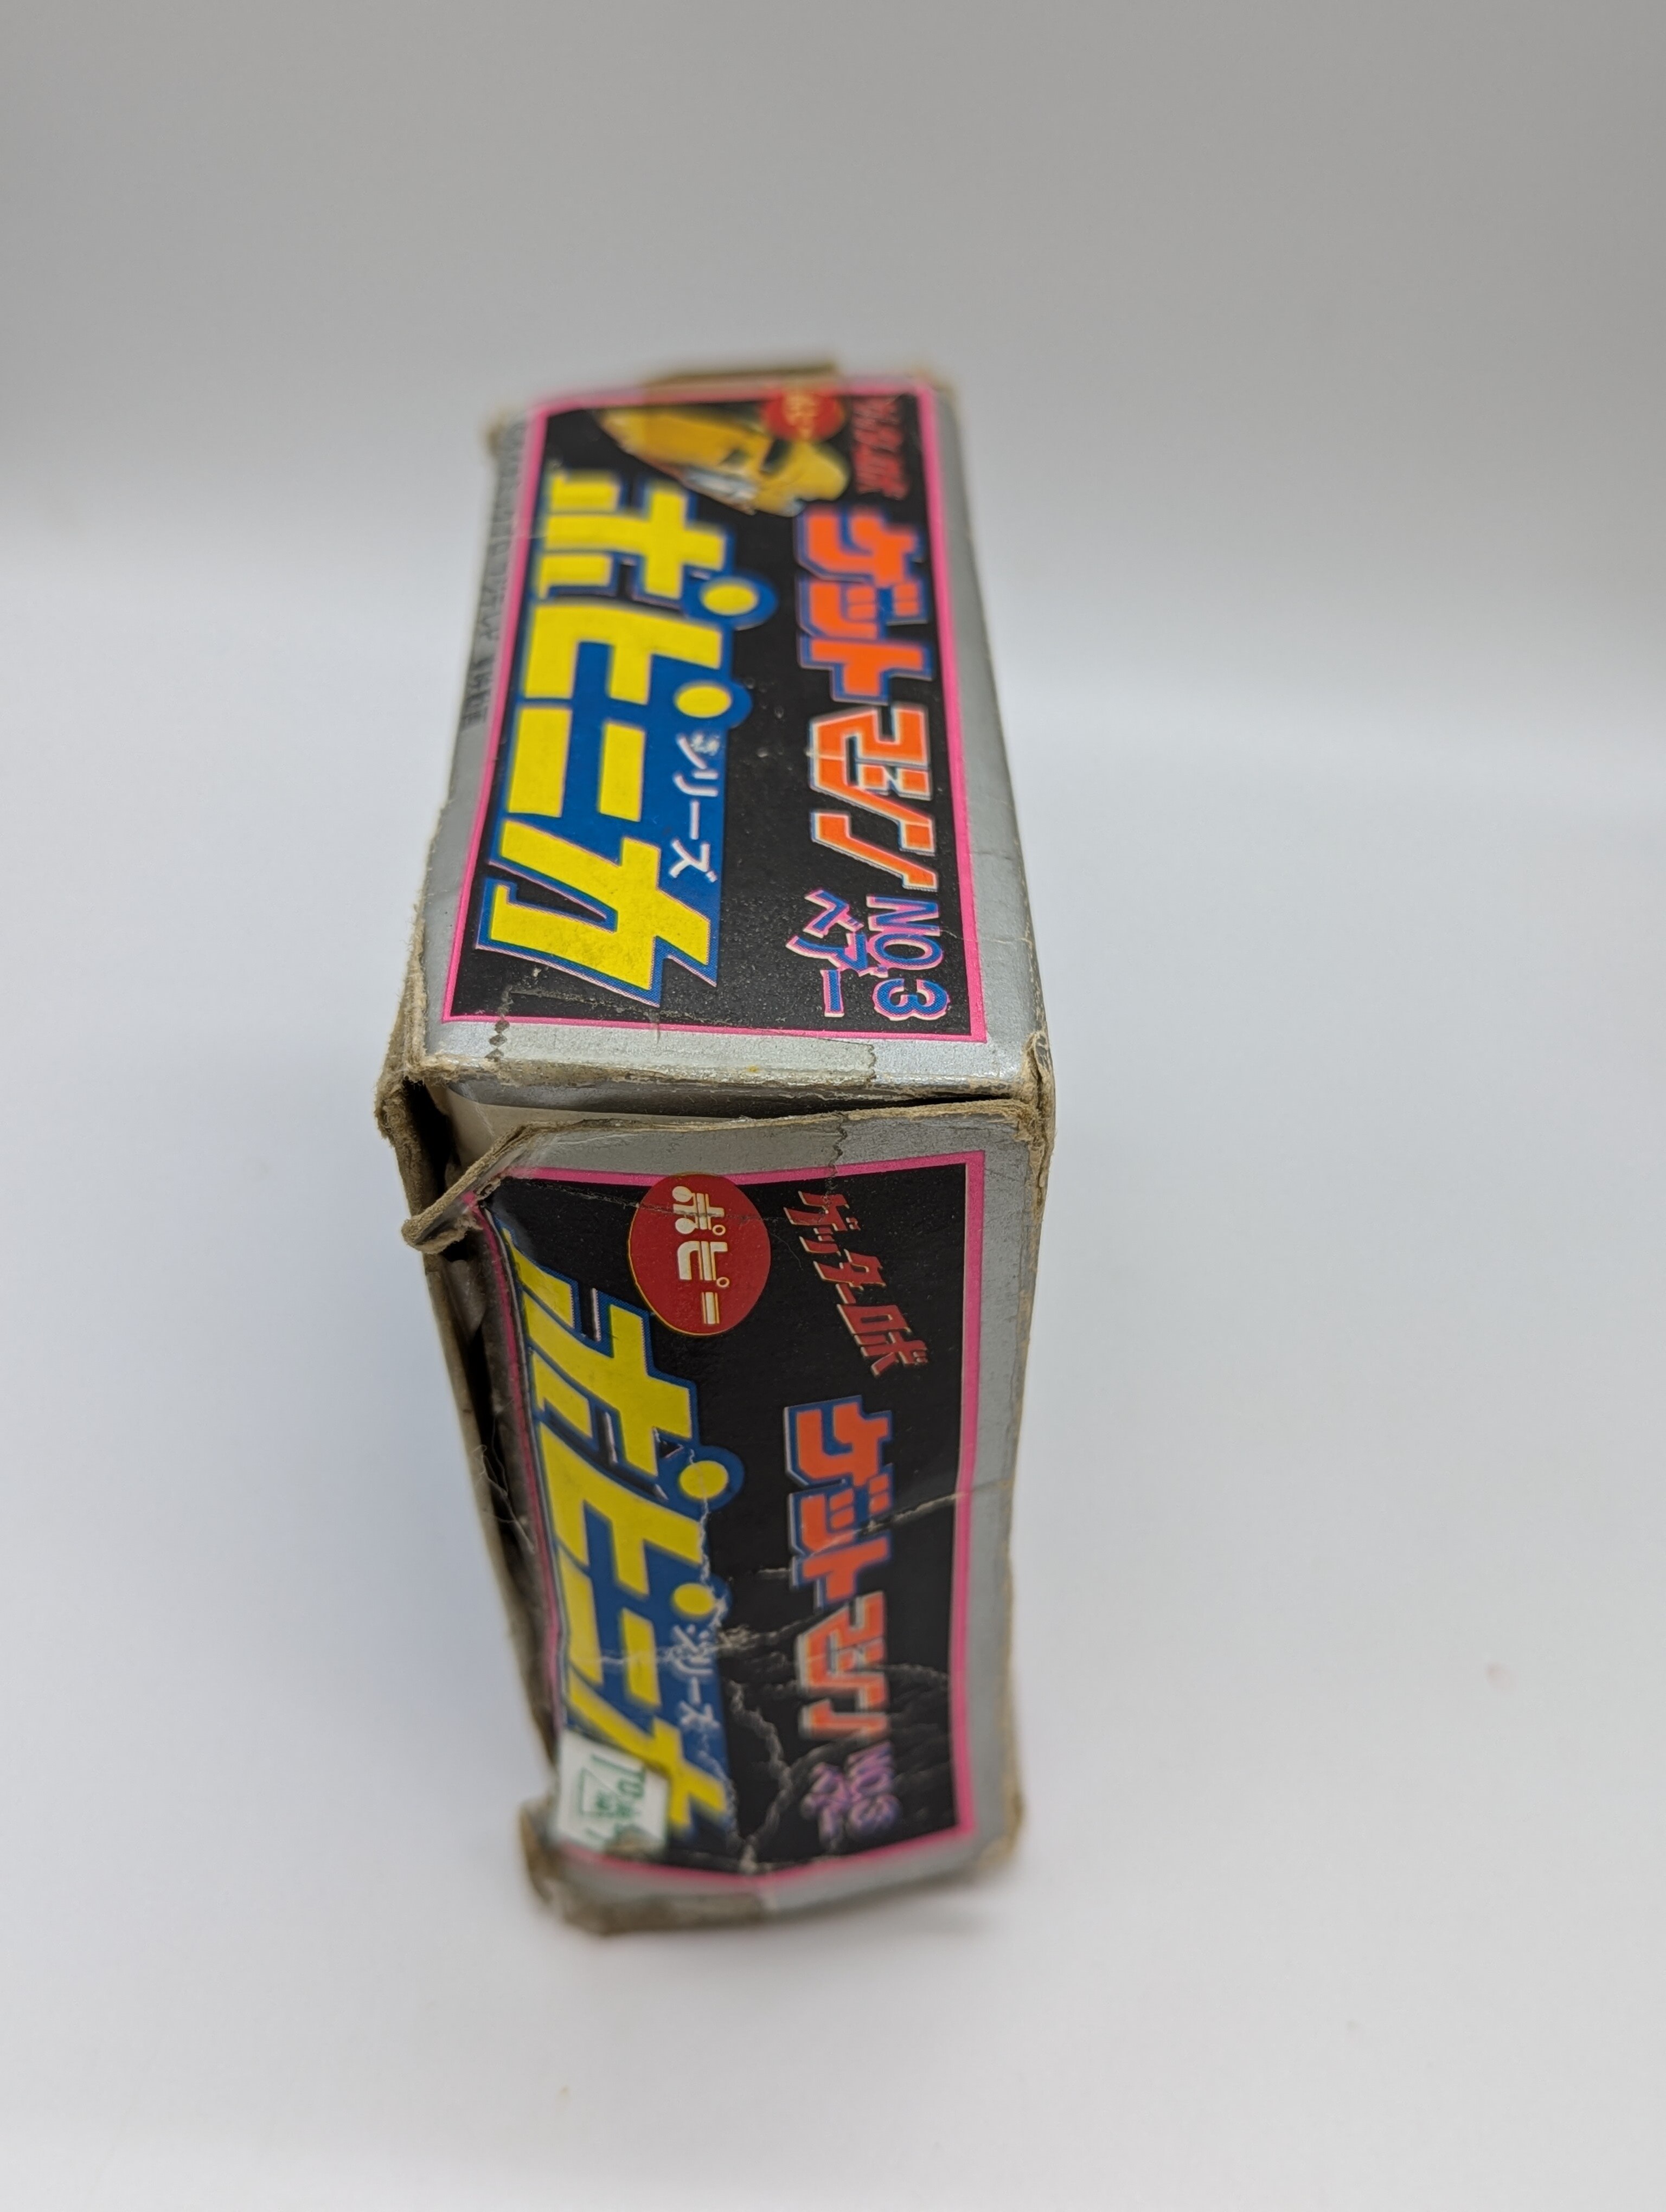 ゲッターロボ
ゲットマシン NO.3
ベアー
ポピー
ポピニカ
シリーズ
ゲッターロボ
ゲットマシン NO.3
ベアー
ポピー
ポピニカ
シリーズ